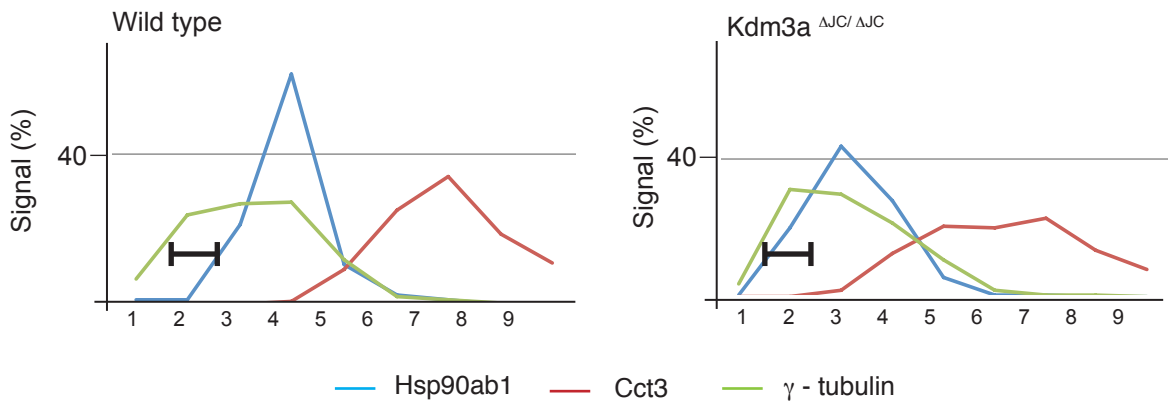 Wild type
Signal (%)
40
1 2 3 4 5 6 7 8 9
Kdm3a ΔJC/ ΔJC
Signal (%)
40
1 2 3 4 5 6 7 8 9
Hsp90ab1 Cct3 γ - tubulin